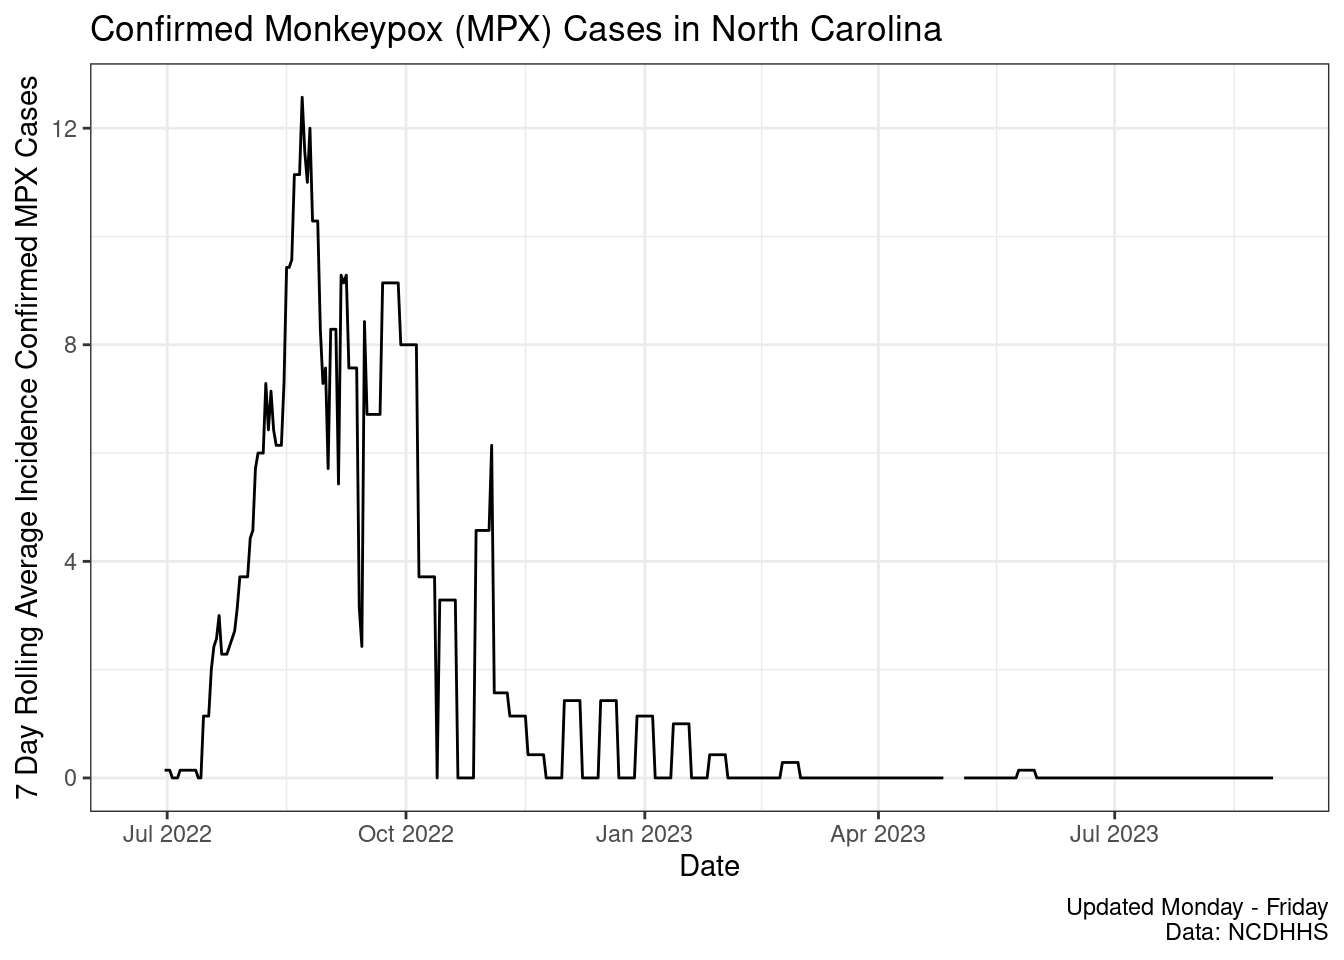 Confirmed Monkeypox (MPX) Cases in North Carolina
7 Day Rolling Average Incidence Confirmed MPX Cases
12
8
4
0
Jul 2022
Oct 2022
Jan 2023
Apr 2023
Jul 2023
Date
Updated Monday - Friday
Data: NCDHHS